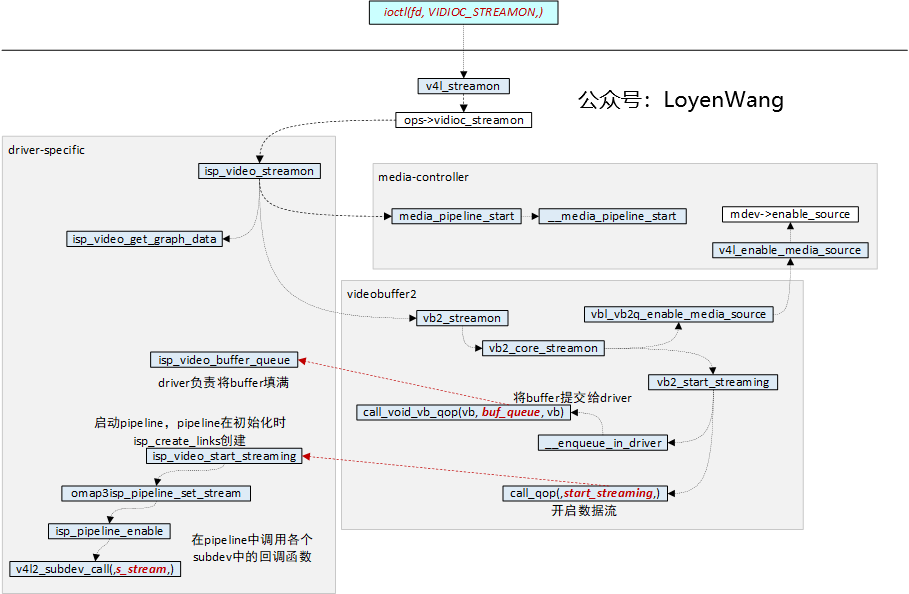 ioctl(fd, VIDIOC_STREAMON,)
v4l_streamon
公众号：LoyenWang
ops->vidioc_streamon
driver-specific
isp_video_streamon
media-controller
media_pipeline_start
__media_pipeline_start
mdev->enable_source
isp_video_get_graph_data
v4l_enable_media_source
videobuffer2
vb2_streamon
vbl_vb2q_enable_media_source
vb2_core_streamon
isp_video_buffer_queue
driver负责将buffer填满
vb2_start_streaming
将buffer提交给driver
call_void_vb_qop(vb, buf_queue, vb)
启动pipeline，pipeline在初始化时
isp_create_links创建
__enqueue_in_driver
isp_video_start_streaming
omap3isp_pipeline_set_stream
call_qop(,start_streaming,)
开启数据流
isp_pipeline_enable
在pipeline中调用各个
subdev中的回调函数
v4l2_subdev_call(,s_stream,)